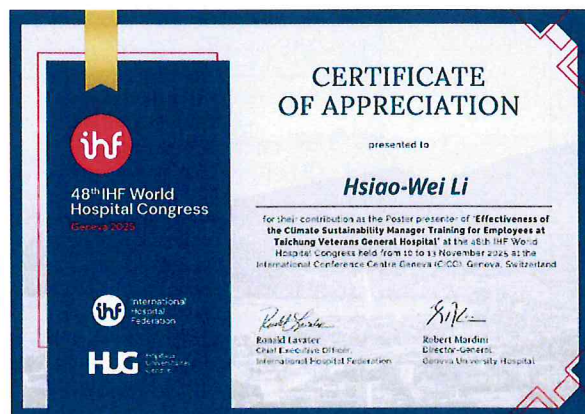 ihf
48th IHF World
Hospital Congress
Geneva 2025
ihf
International
Hospital
Federation
HUG
Hôpitaux
Universitaires
Genève
CERTIFICATE
OF APPRECIATION
presented to
Hsiao-Wei Li
for their contribution as the Poster presenter of "Effectiveness of
the Climate Sustainability Manager Training for Employees at
Taichung Veterans General Hospital" at the 48th IHF World
Hospital Congress held from 10 to 13 November 2025 at the
International Conference Centre Geneva (CICG), Geneva, Switzerland
Ronald Lavater
Chief Executive Officer,
International Hospital Federation
Robert Mardini
Director-General
Geneva University Hospital